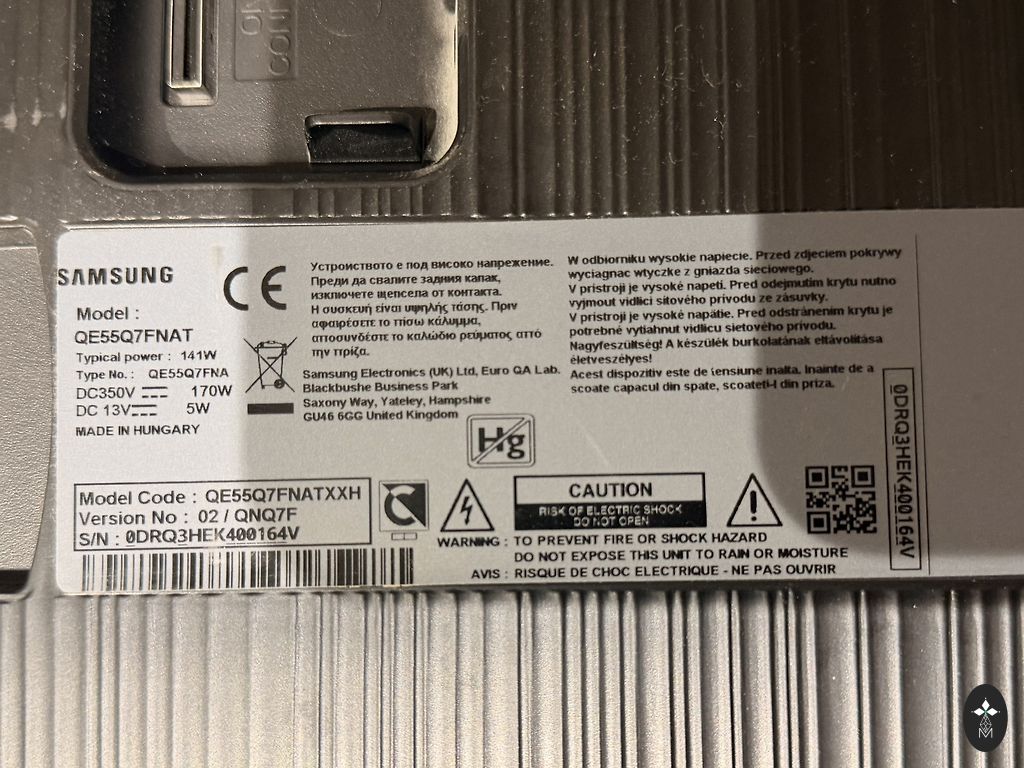 SAMSUNG
Model :
QE55Q7FNAT
Typical power : 141W
Type No. : QE55Q7FNA
DC350V 170W
DC 13V 5W
MADE IN HUNGARY
CE
Устройството е под високо напрежение.
Преди да свалите задния капак,
изключете щепсела от контакта.
Η συσκευή είναι υψηλής τάσης. Πριν
αφαιρέσετε το πίσω κάλυμμα,
αποσυνδέστε το καλώδιο ρεύματος αττό
την πρίζα.
Samsung Electronics (UK) Ltd, Euro QA Lab.
Blackbushe Business Park
Saxony Way, Yateley, Hampshire
GU46 6GG United Kingdom
W odbiorniku wysokie napiecie. Przed zdjeciem pokrywy
wyciagnac wtyczke z gniazda sieciowego.
V pristroji je vysoké napetí. Pred odejmutím krytu nutno
vyjmout vidlici sítového prívodu ze zásuvky.
V pristroji je vysoké napätie. Pred odstránením krytu je
potrebné vytiahnut vidlicu sietového prívodu.
Nagyfeszültség! A készülék burkolatának eltávolítása
életveszélyes!
Acest dispozitiv este de tensiune inalta. Inainte de a
scoate capacul din spate, scoateti-l din priza.
Hg
Model Code : QE55Q7FNATXXH
Version No : 02 / QNQ7F
S/N : 0DRQ3HEK400164V
CAUTION
RISK OF ELECTRIC SHOCK
DO NOT OPEN
WARNING : TO PREVENT FIRE OR SHOCK HAZARD
DO NOT EXPOSE THIS UNIT TO RAIN OR MOISTURE
AVIS : RISQUE DE CHOC ELECTRIQUE - NE PAS OUVRIR
0DRQ3HEK400164V
M